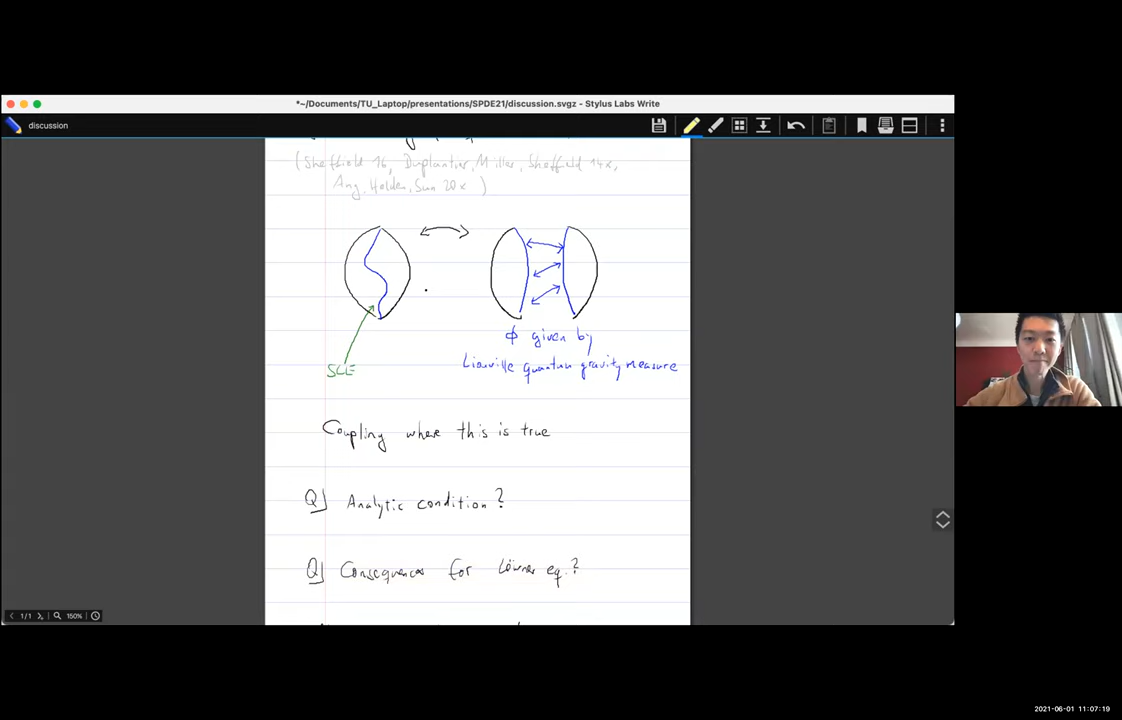 *~/Documents/TU_Laptop/presentations/SPDE21/discussion.svgz - Stylus Labs Write
discussion
(Sheffield 16, Duplantier, Miller, Sheffield 14x,
Ang, Holden, Sun 20x )
SLE
ϕ given by
Liouville quantum gravity measure
Coupling where this is true
Q] Analytic condition?
Q] Consequences for Löwner eq.?
1/1 150%
2021-06-01 11:07:19